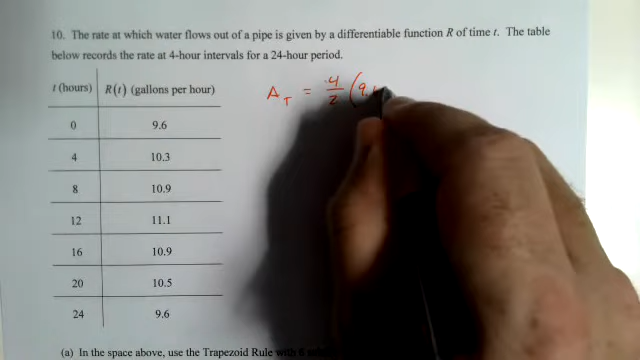 10. The rate at which water flows out of a pipe is given by a differentiable function R of time t. The table
below records the rate at 4-hour intervals for a 24-hour period.
t (hours) R(t) (gallons per hour)
A_T = 4/2 (9.
0 9.6
4 10.3
8 10.9
12 11.1
16 10.9
20 10.5
24 9.6
(a) In the space above, use the Trapezoid Rule with